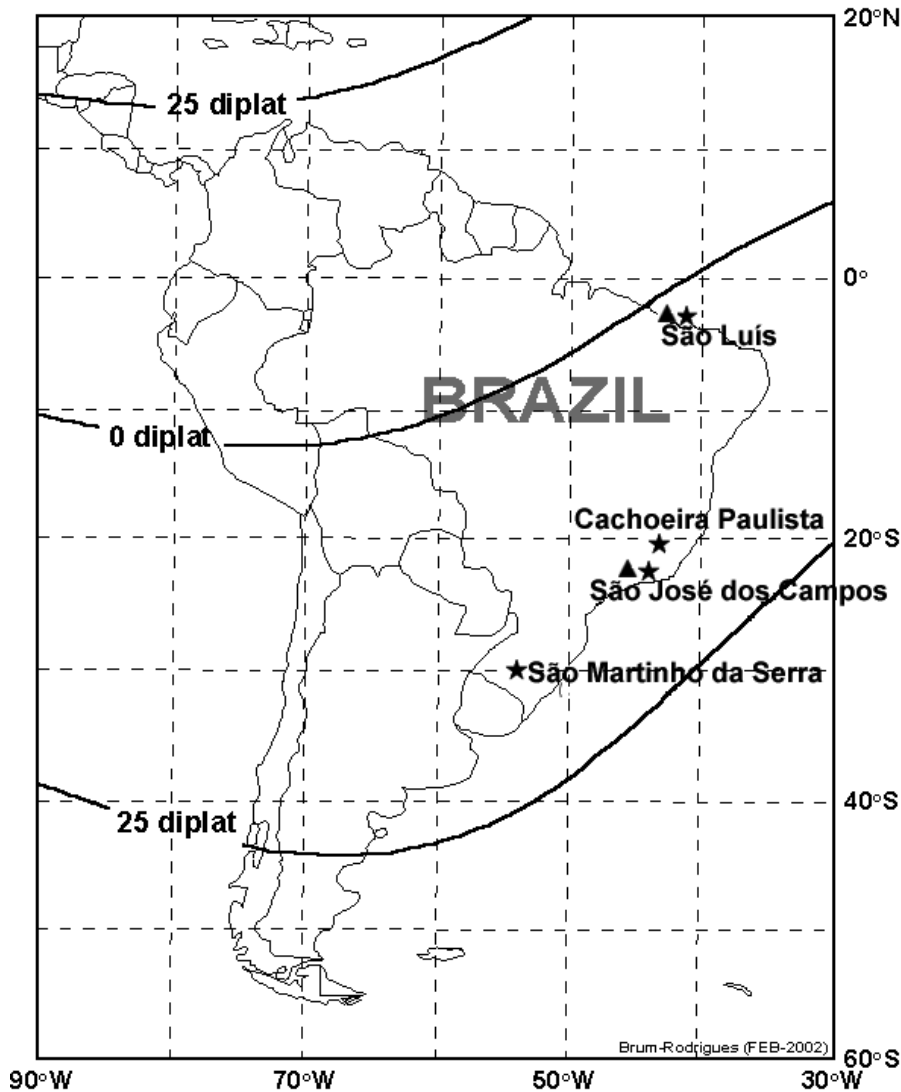 20°N
25 diplat
0°
São Luís
BRAZIL
0 diplat
Cachoeira Paulista
20°S
São José dos Campos
São Martinho da Serra
40°S
25 diplat
Brum-Rodrigues (FEB-2002)
60°S
90°W 70°W 50°W 30°W